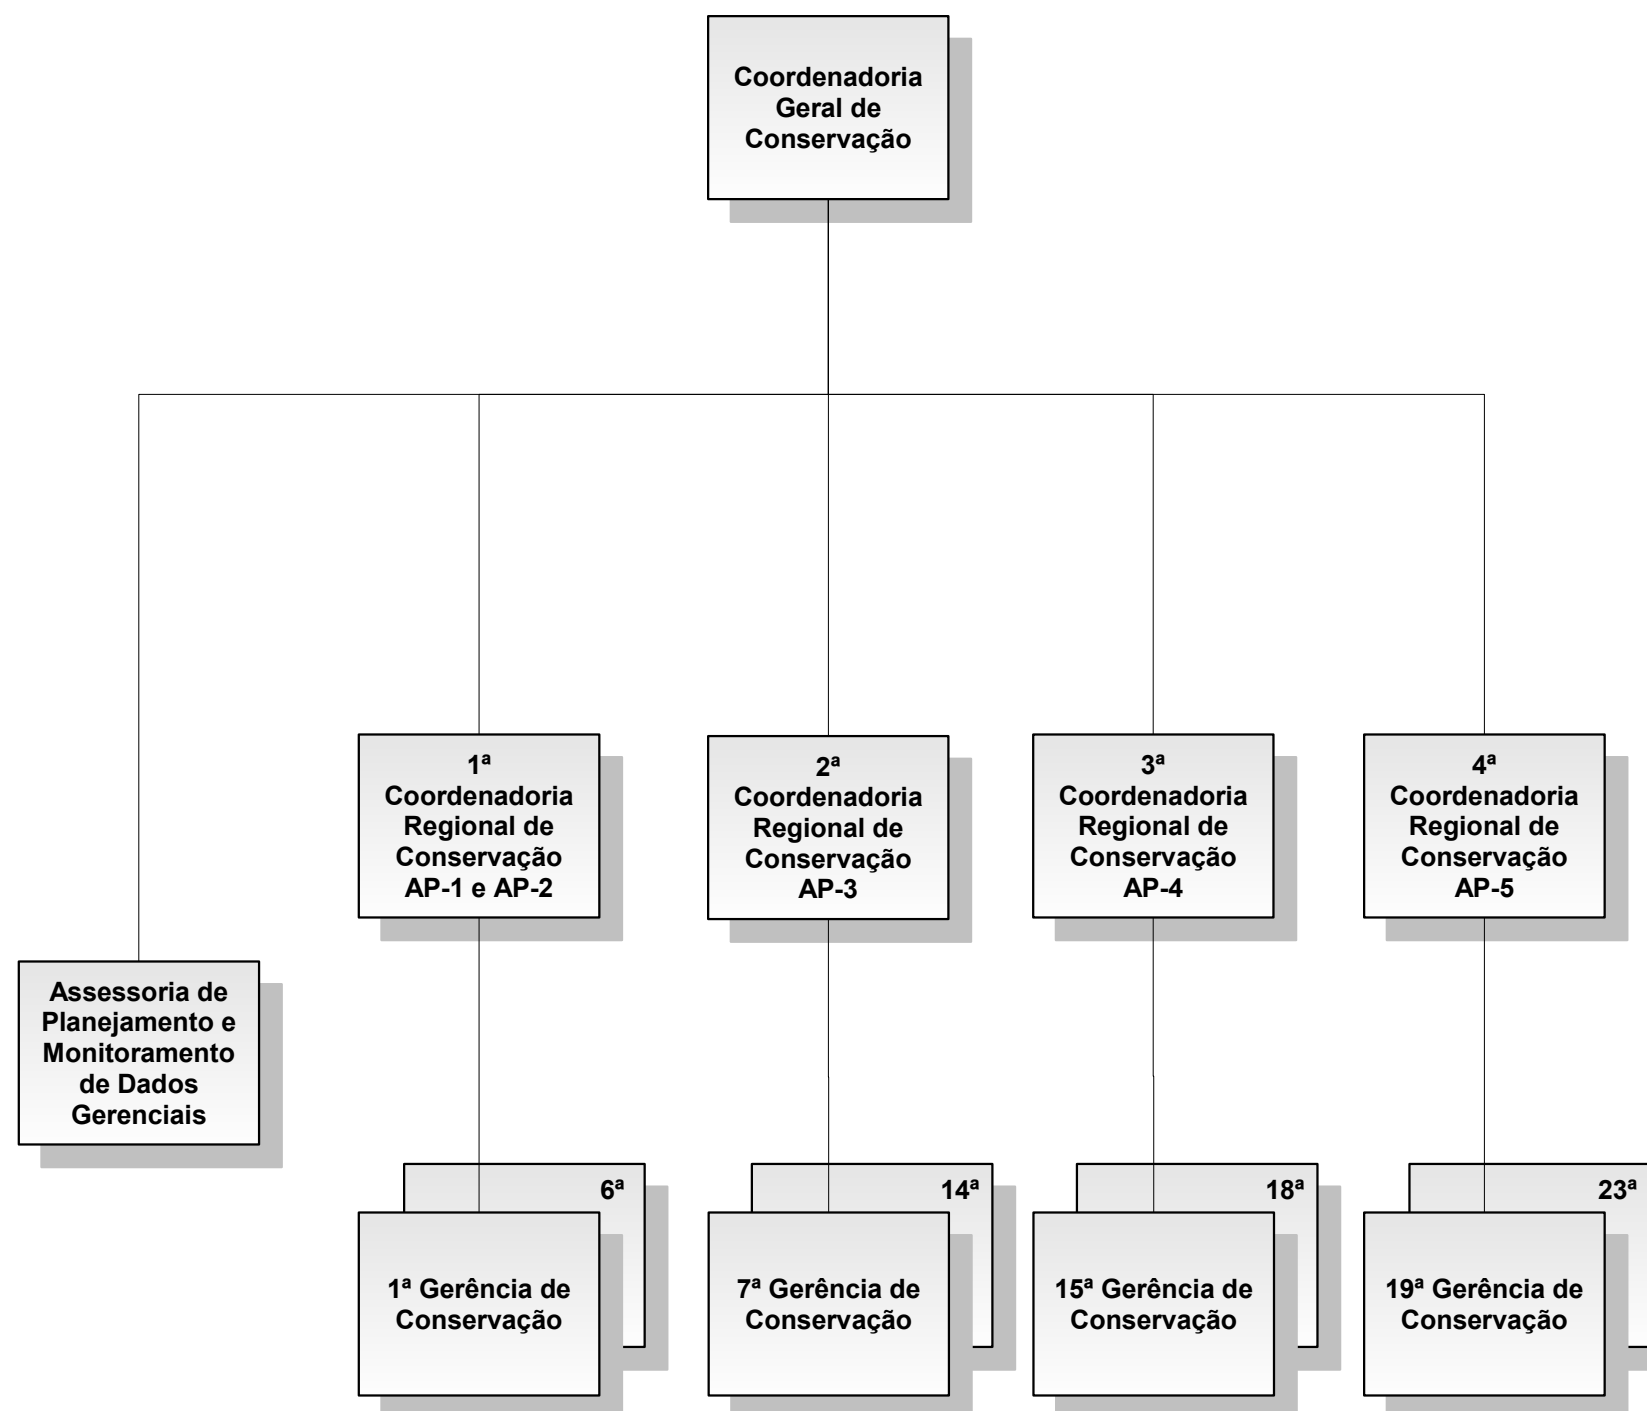 Coordenadoria
Geral de
Conservação
1ª
Coordenadoria
Regional de
Conservação
AP-1 e AP-2
2ª
Coordenadoria
Regional de
Conservação
AP-3
3ª
Coordenadoria
Regional de
Conservação
AP-4
4ª
Coordenadoria
Regional de
Conservação
AP-5
Assessoria de
Planejamento e
Monitoramento
de Dados
Gerenciais
6ª
1ª Gerência de
Conservação
14ª
7ª Gerência de
Conservação
18ª
15ª Gerência de
Conservação
23ª
19ª Gerência de
Conservação